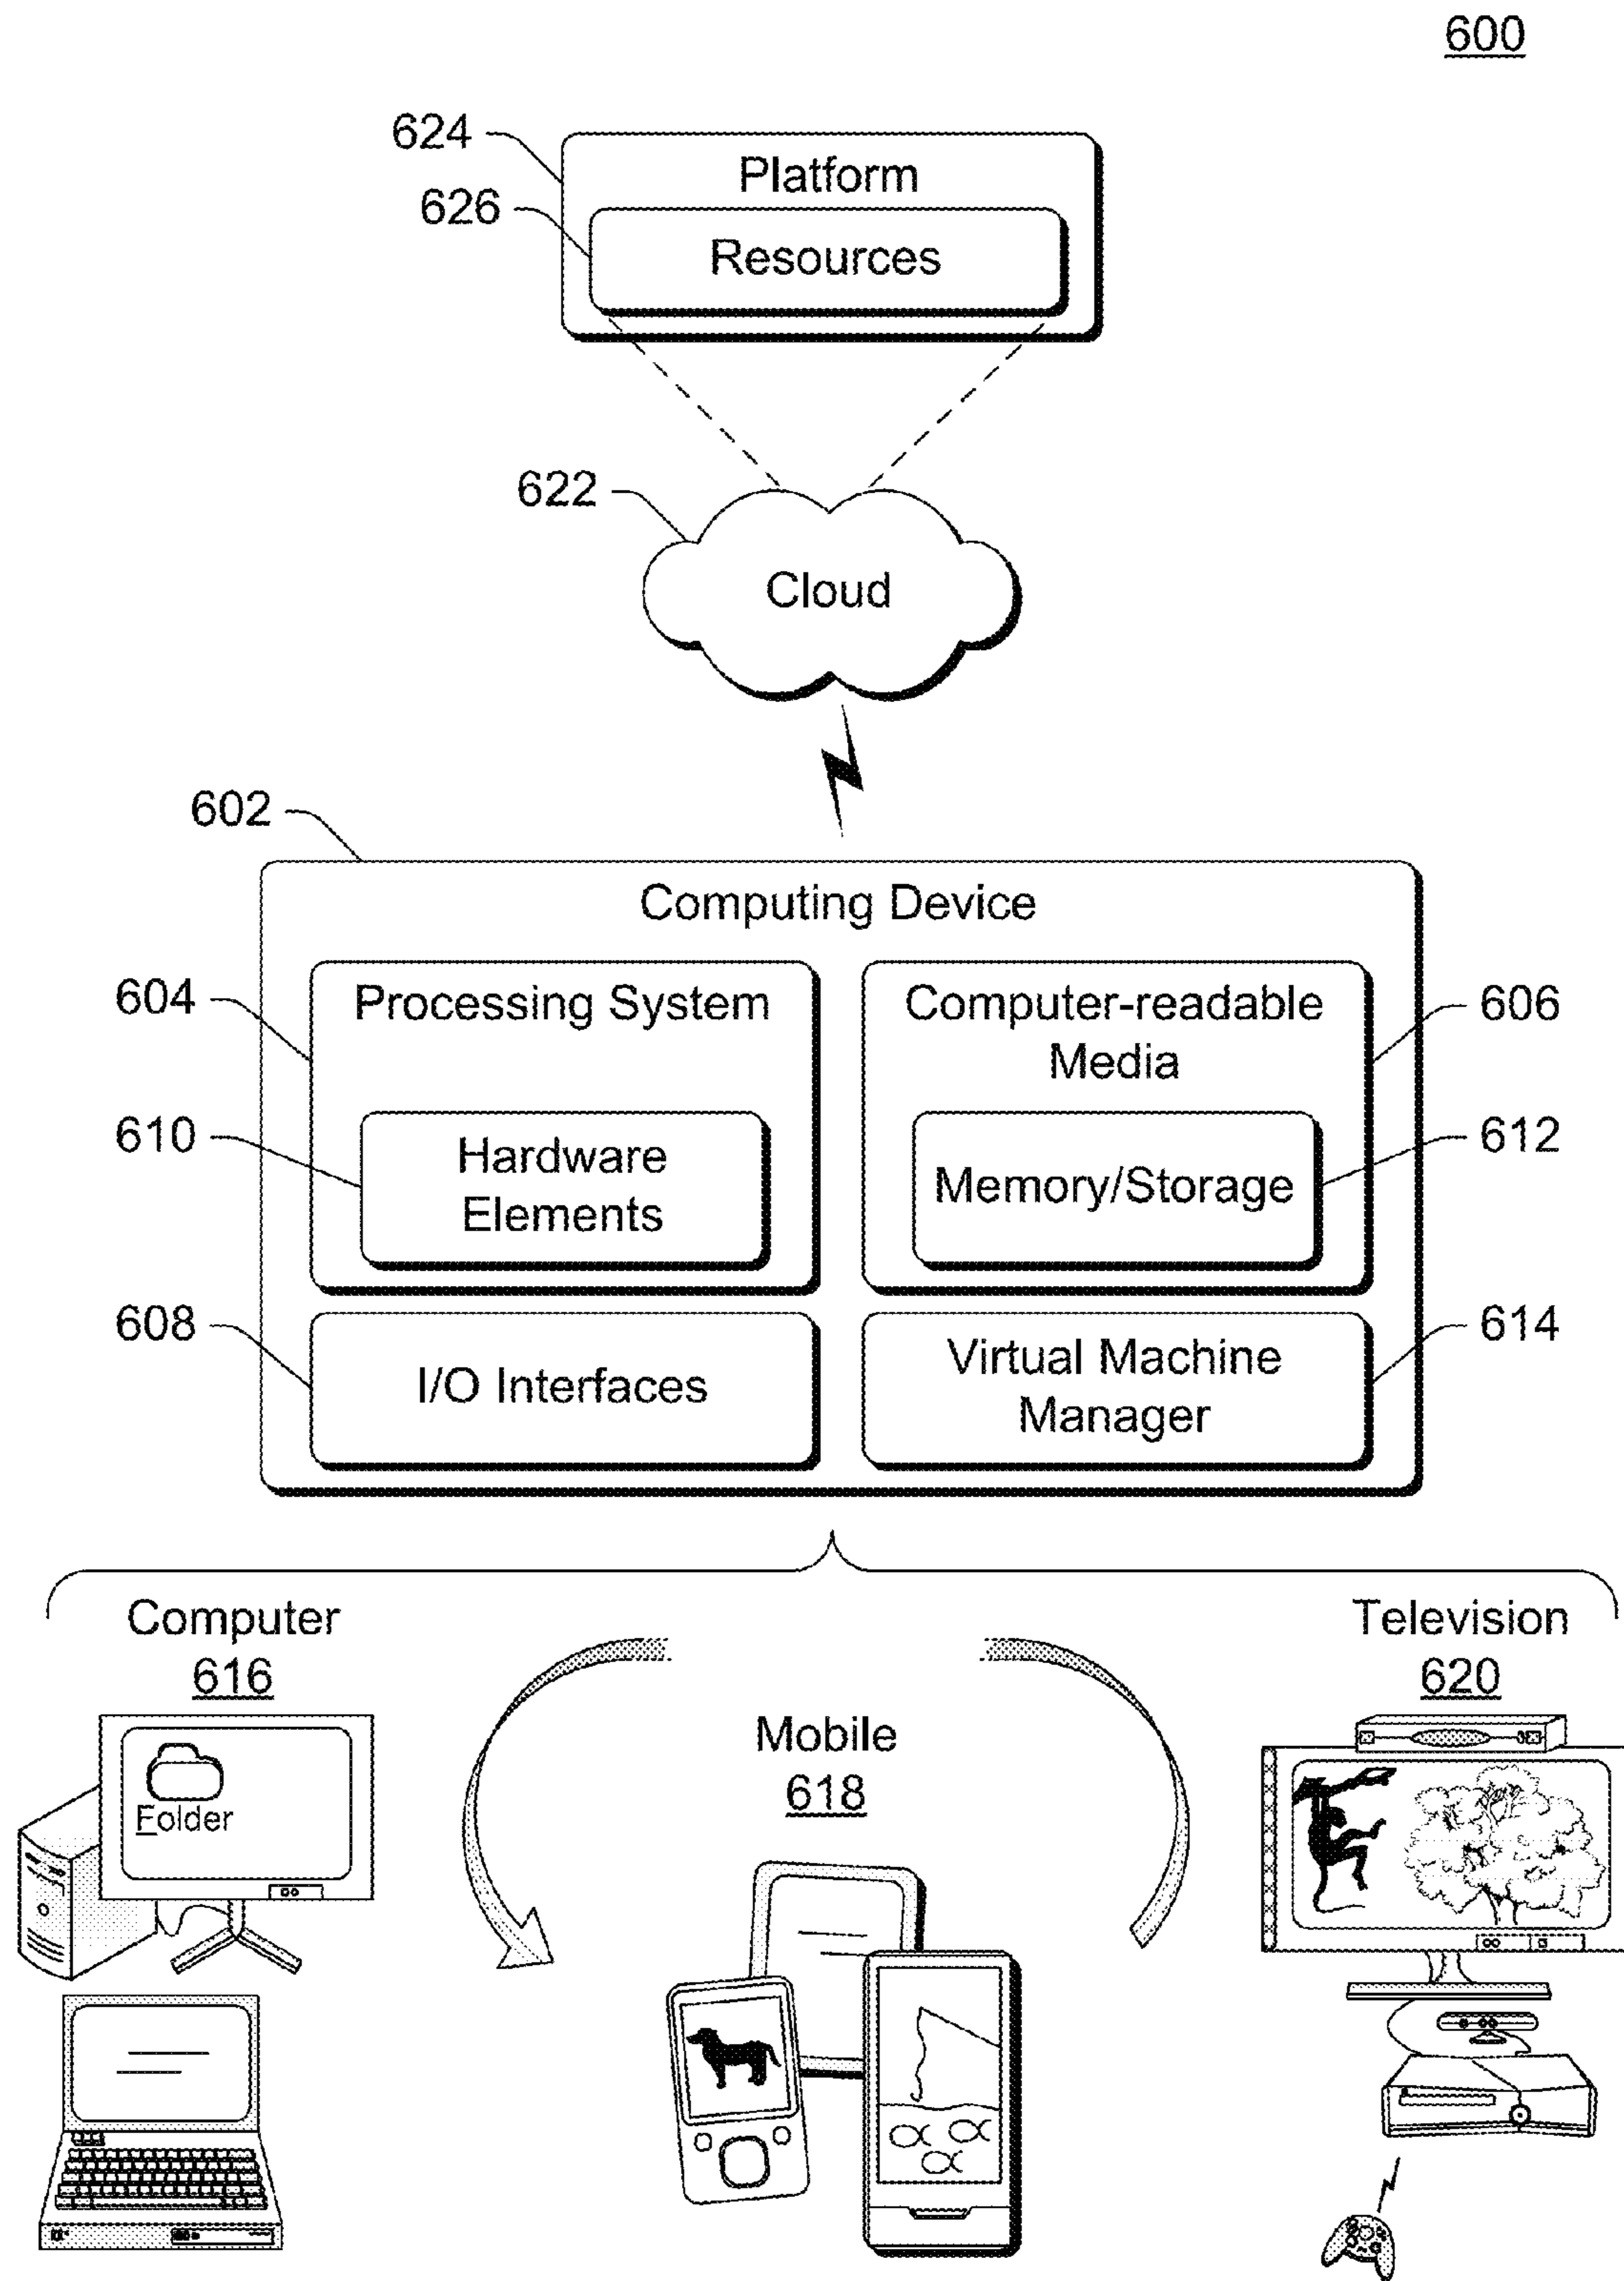 600
624
Platform
626
Resources
622
Cloud
602
Computing Device
604
Processing System
Computer-readable
Media
606
610
Hardware
Elements
Memory/Storage
612
608
I/O Interfaces
Virtual Machine
Manager
614
Computer
616
Folder
Mobile
618
Television
620